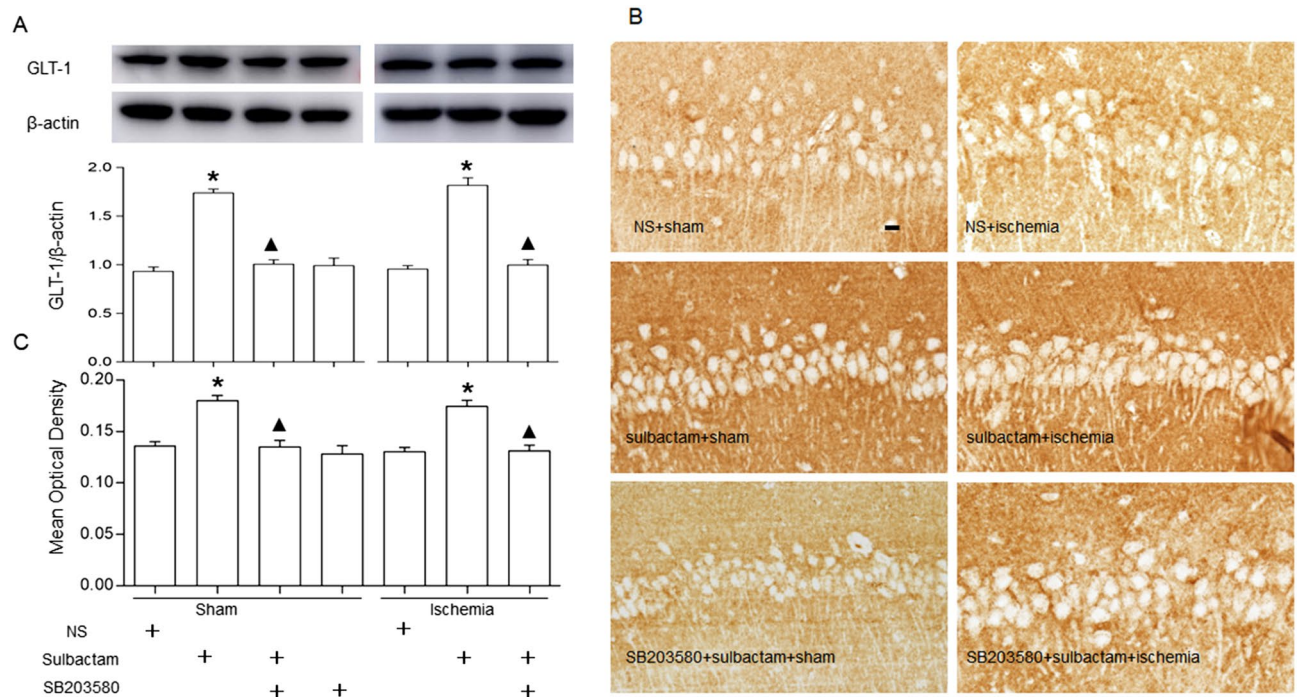 A
GLT-1
β-actin
2.0
1.5
1.0
0.5
0.0
GLT-1/β-actin
* ▲ * ▲
C
0.20
0.15
0.10
0.05
0.00
Mean Optical Density
* ▲ * ▲
Sham Ischemia
NS + +
Sulbactam + + + +
SB203580 + + +
B
NS+sham
NS+ischemia
sulbactam+sham
sulbactam+ischemia
SB203580+sulbactam+sham
SB203580+sulbactam+ischemia